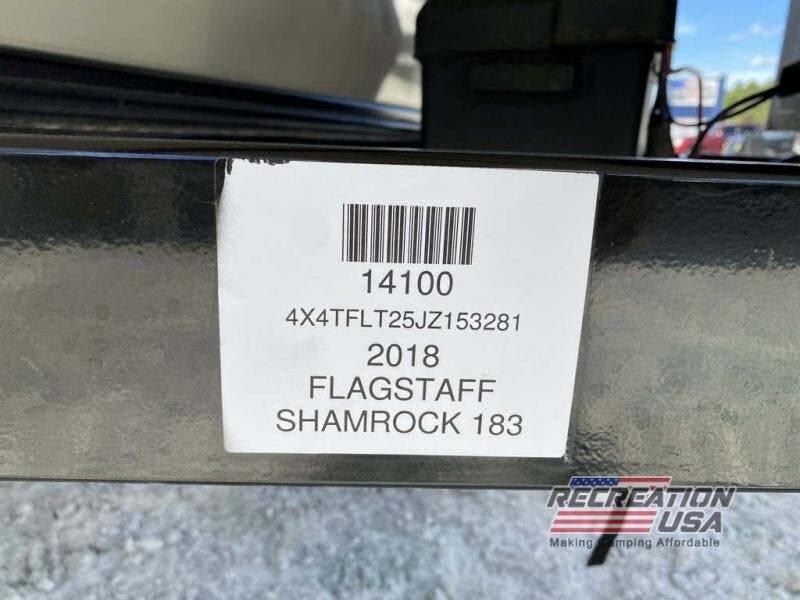 14100
4X4TFLT25JZ153281
2018
FLAGSTAFF
SHAMROCK 183
RECREATION
USA
Making Camping Affordable